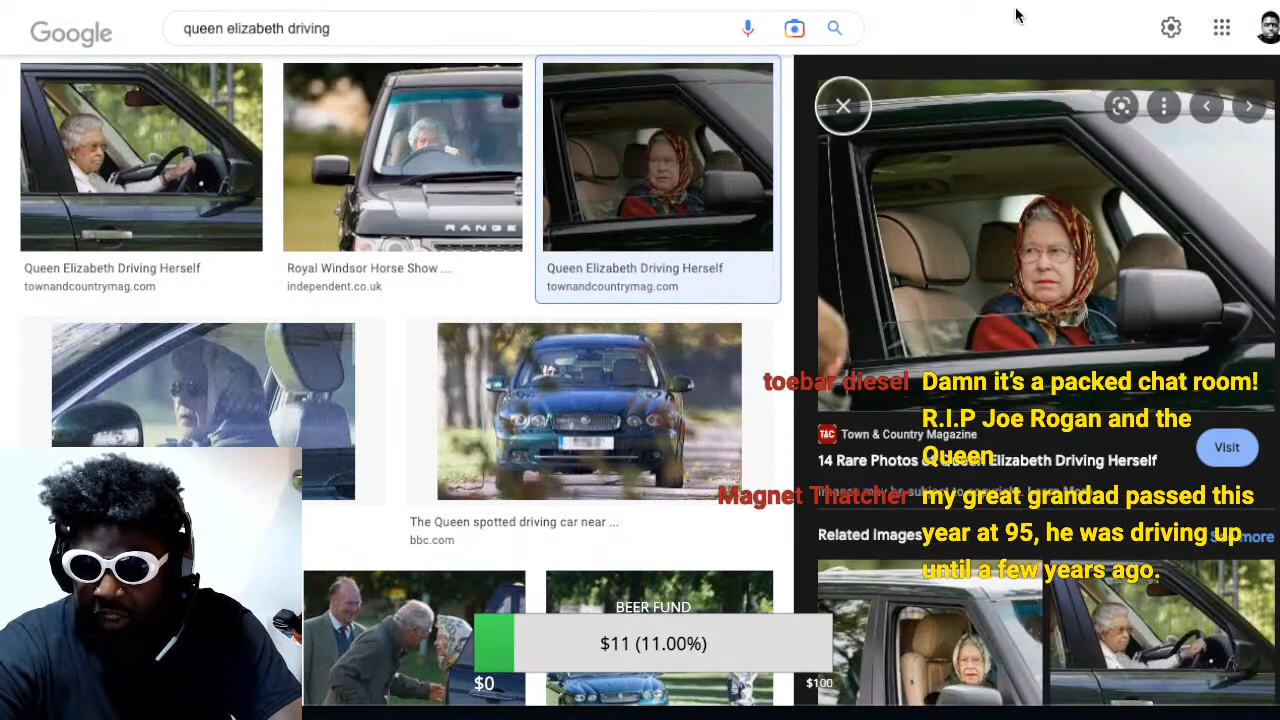 Google
queen elizabeth driving
RANGE
Queen Elizabeth Driving Herself
townandcountrymag.com
Royal Windsor Horse Show ...
independent.co.uk
Queen Elizabeth Driving Herself
townandcountrymag.com
The Queen spotted driving car near ...
bbc.com
toebar diesel
Damn it’s a packed chat room!
R.I.P Joe Rogan and the
Queen
T&C Town & Country Magazine
14 Rare Photos of Queen Elizabeth Driving Herself
Visit
Magnet Thatcher
my great grandad passed this
year at 95, he was driving up
until a few years ago.
Related Images
BEER FUND
$11 (11.00%)
$0
$100